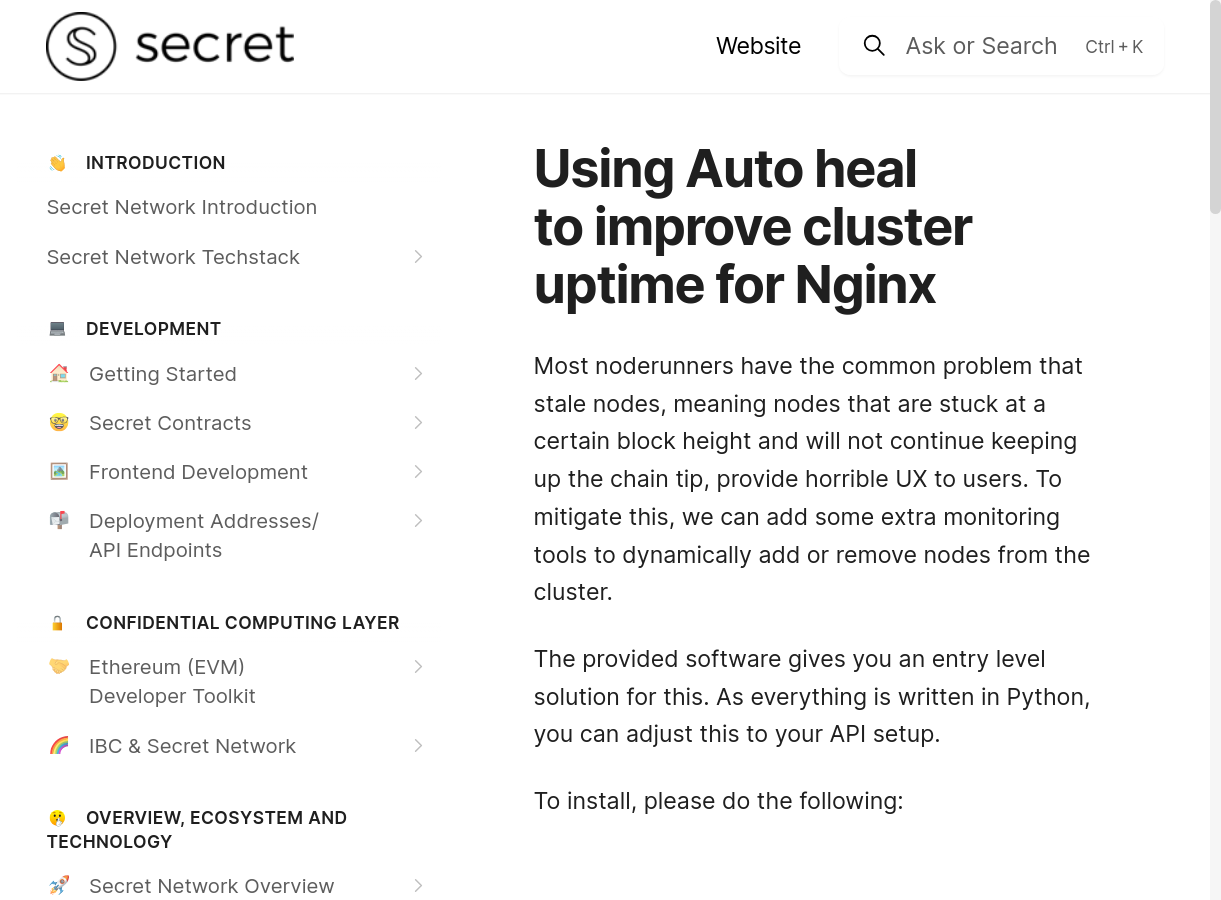 secret
Website
Ask or Search
Ctrl + K
INTRODUCTION
Secret Network Introduction
Secret Network Techstack
DEVELOPMENT
Getting Started
Secret Contracts
Frontend Development
Deployment Addresses/
API Endpoints
CONFIDENTIAL COMPUTING LAYER
Ethereum (EVM)
Developer Toolkit
IBC & Secret Network
OVERVIEW, ECOSYSTEM AND
TECHNOLOGY
Secret Network Overview
Using Auto heal
to improve cluster
uptime for Nginx
Most noderunners have the common problem that
stale nodes, meaning nodes that are stuck at a
certain block height and will not continue keeping
up the chain tip, provide horrible UX to users. To
mitigate this, we can add some extra monitoring
tools to dynamically add or remove nodes from the
cluster.
The provided software gives you an entry level
solution for this. As everything is written in Python,
you can adjust this to your API setup.
To install, please do the following: